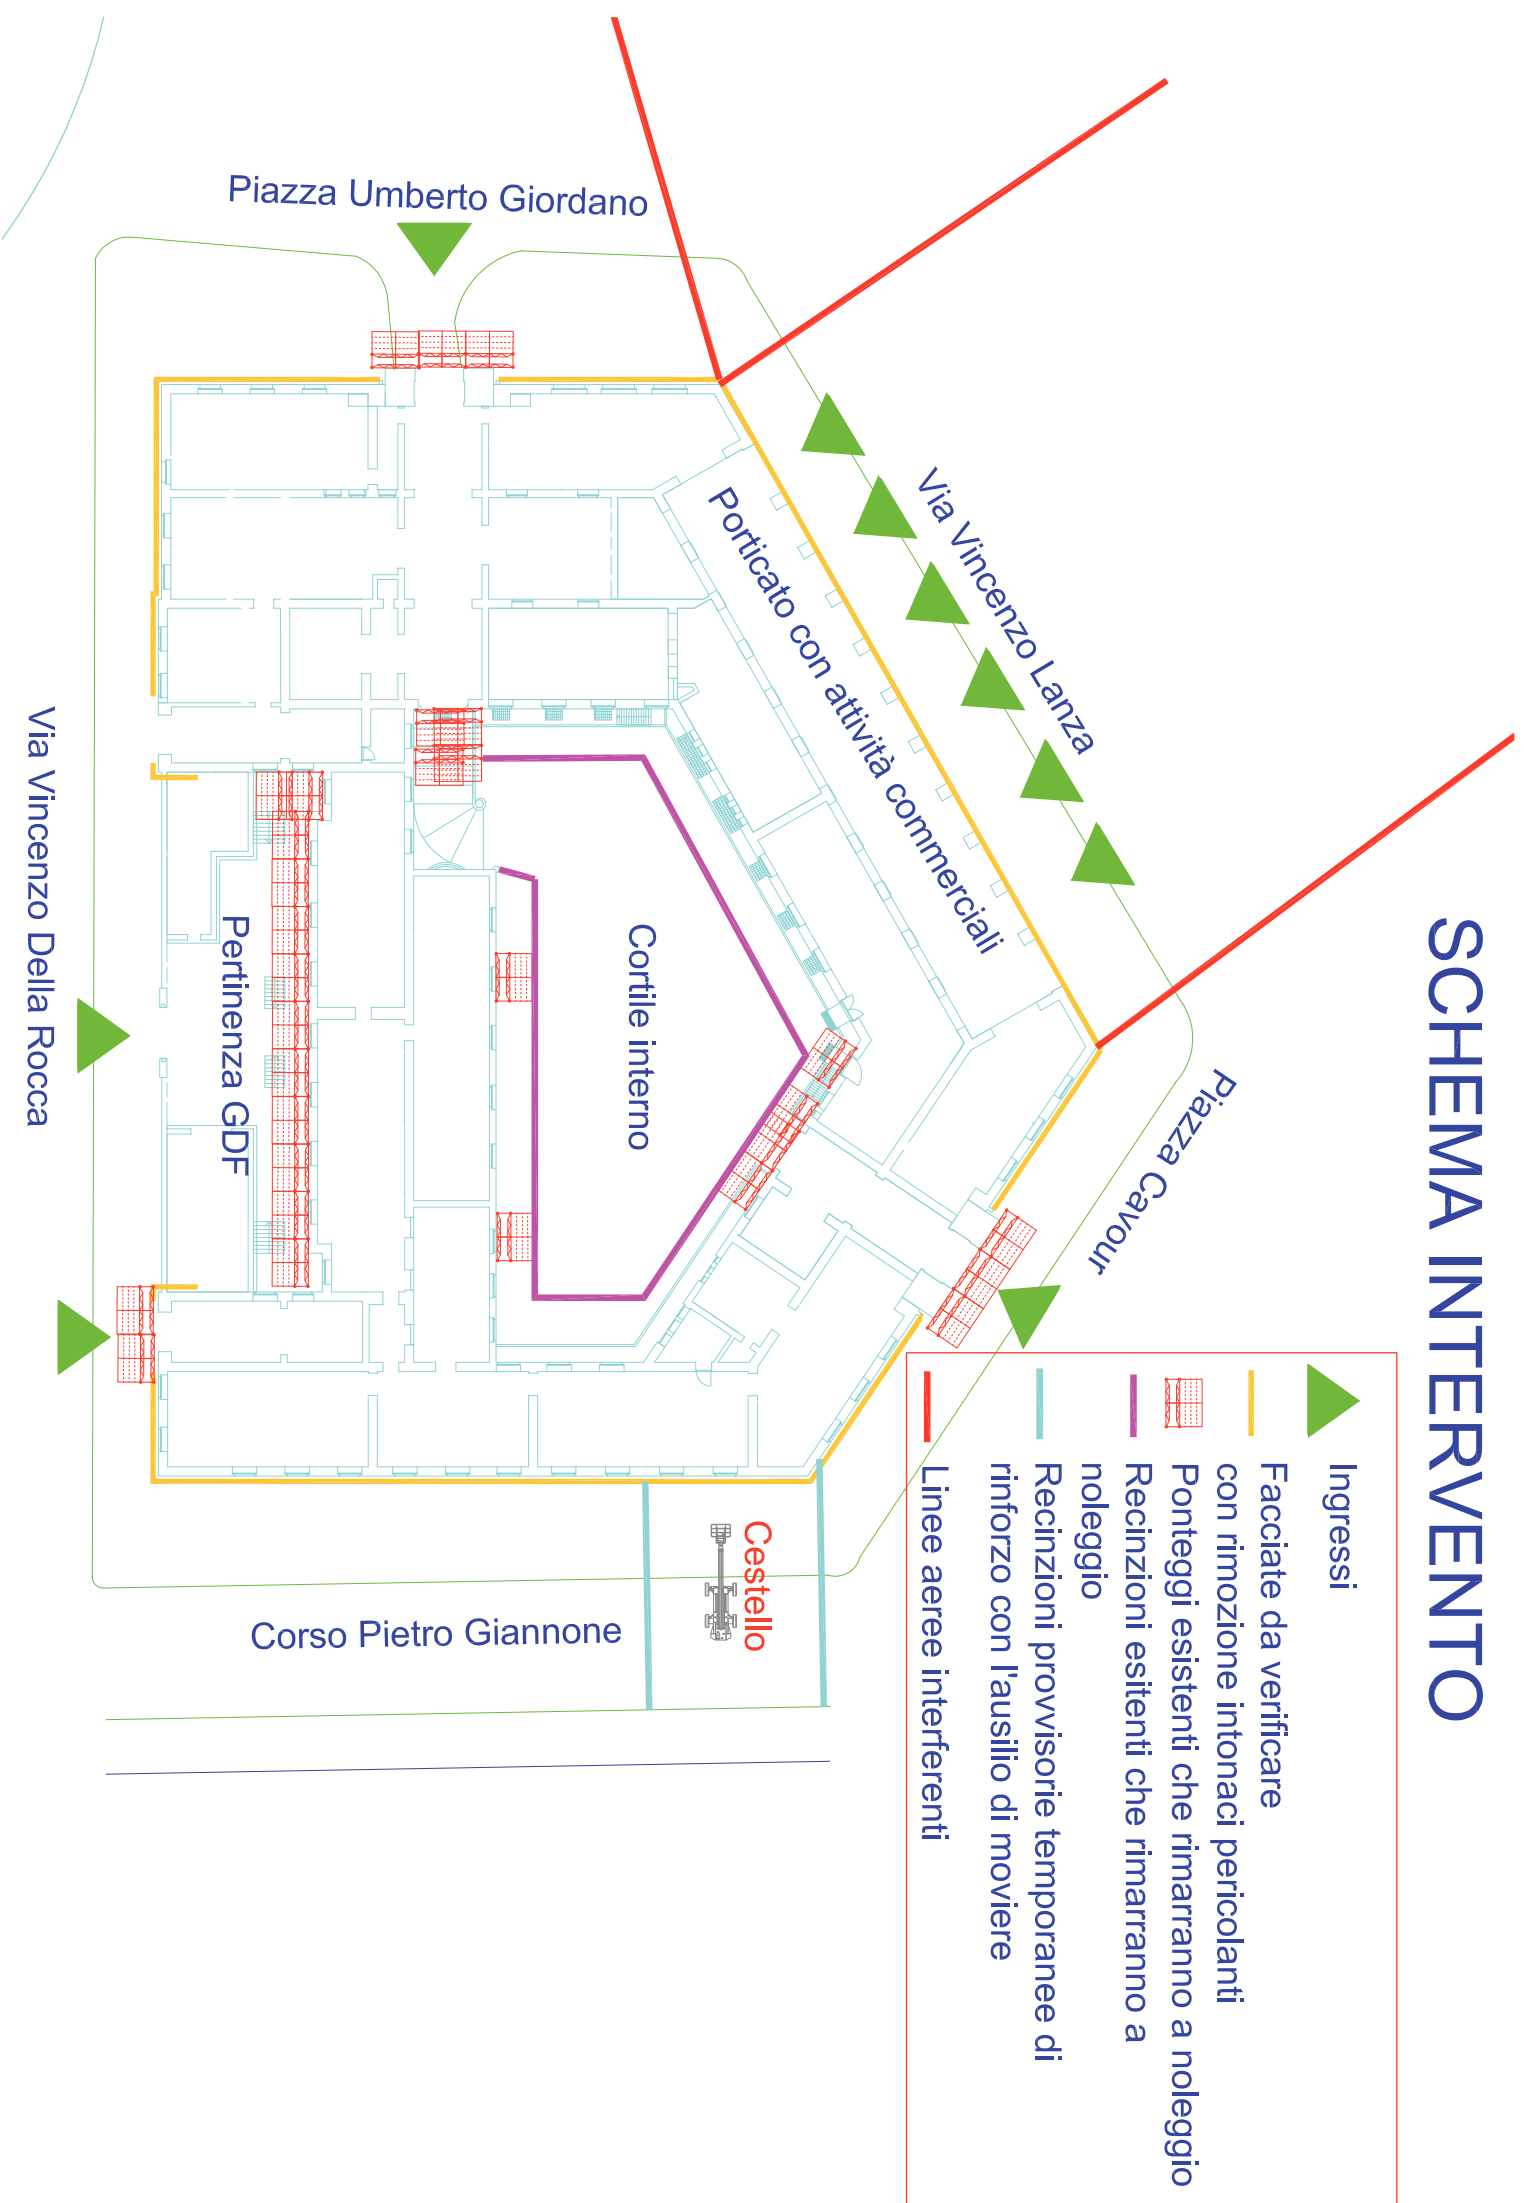 SCHEMA INTERVENTO
Piazza Umberto Giordano
Via Vincenzo Lanza
Porticato con attività commerciali
Piazza Cavour
Cortile interno
Pertinenza GDF
Via Vincenzo Della Rocca
Corso Pietro Giannone
Cestello
Ingressi
Facciate da verificare
con rimozione intonaci pericolanti
Ponteggi esistenti che rimarranno a noleggio
Recinzioni esitenti che rimarranno a
noleggio
Recinzioni provvisorie temporanee di
rinforzo con l'ausilio di moviere
Linee aeree interferenti